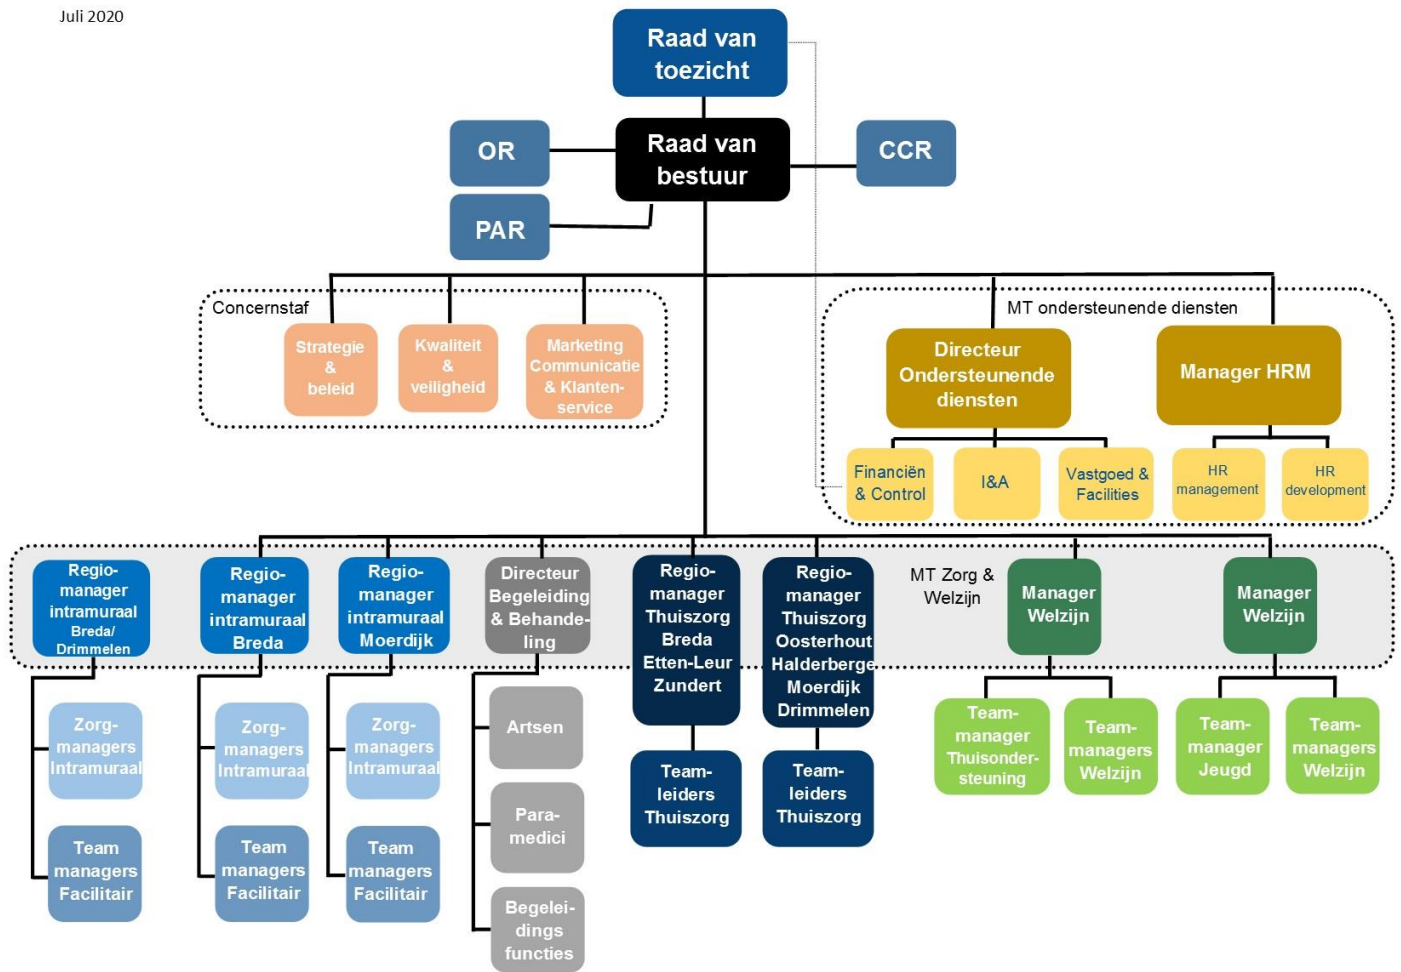 Juli 2020
Raad van
toezicht
OR
Raad van
bestuur
CCR
PAR
Concernstaf
Strategie
&
beleid
Kwaliteit
&
veiligheid
Marketing
Communicatie
& Klanten-
service
MT ondersteunende diensten
Directeur
Ondersteunende
diensten
Manager HRM
Financiën
& Control
I&A
Vastgoed &
Facilities
HR
management
HR
development
Regio-
manager
intramuraal
Breda/
Drimmelen
Regio-
manager
intramuraal
Breda
Regio-
manager
intramuraal
Moerdijk
Directeur
Begeleiding
& Behande-
ling
Regio-
manager
Thuiszorg
Breda
Etten-Leur
Zundert
Regio-
manager
Thuiszorg
Oosterhout
Halderberge
Moerdijk
Drimmelen
MT Zorg &
Welzijn
Manager
Welzijn
Manager
Welzijn
Zorg-
managers
Intramuraal
Zorg-
managers
Intramuraal
Zorg-
managers
Intramuraal
Artsen
Team-
leiders
Thuiszorg
Team-
leiders
Thuiszorg
Team-
manager
Thuisonder-
steuning
Team-
managers
Welzijn
Team-
manager
Jeugd
Team-
managers
Welzijn
Team
managers
Facilitair
Team
managers
Facilitair
Team
managers
Facilitair
Para-
medici
Begelei-
dings
functies